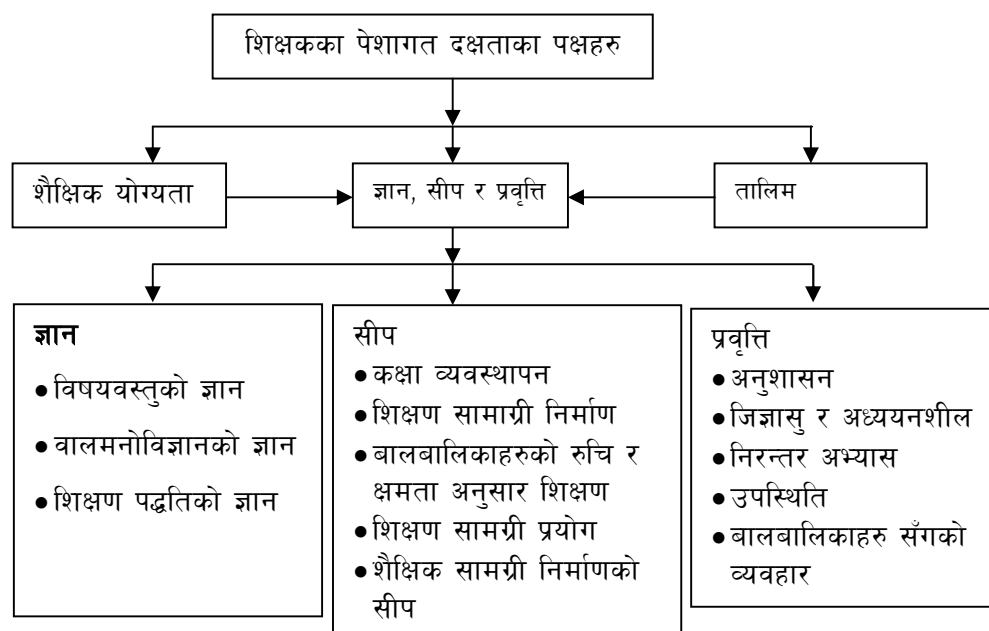 शिक्षकका पेशागत दक्षताका पक्षहरु
शैक्षिक योग्यता
ज्ञान, सीप र प्रवृत्ति
तालिम
ज्ञान
● विषयवस्तुको ज्ञान
● वालमनोविज्ञानको ज्ञान
● शिक्षण पद्धतिको ज्ञान
सीप
● कक्षा व्यवस्थापन
● शिक्षण सामाग्री निर्माण
● बालबालिकाहरुको रुचि र
क्षमता अनुसार शिक्षण
● शिक्षण सामग्री प्रयोग
● शैक्षिक सामग्री निर्माणको
सीप
प्रवृत्ति
● अनुशासन
● जिज्ञासु र अध्ययनशील
● निरन्तर अभ्यास
● उपस्थिति
● बालबालिकाहरु सँगको
व्यवहार